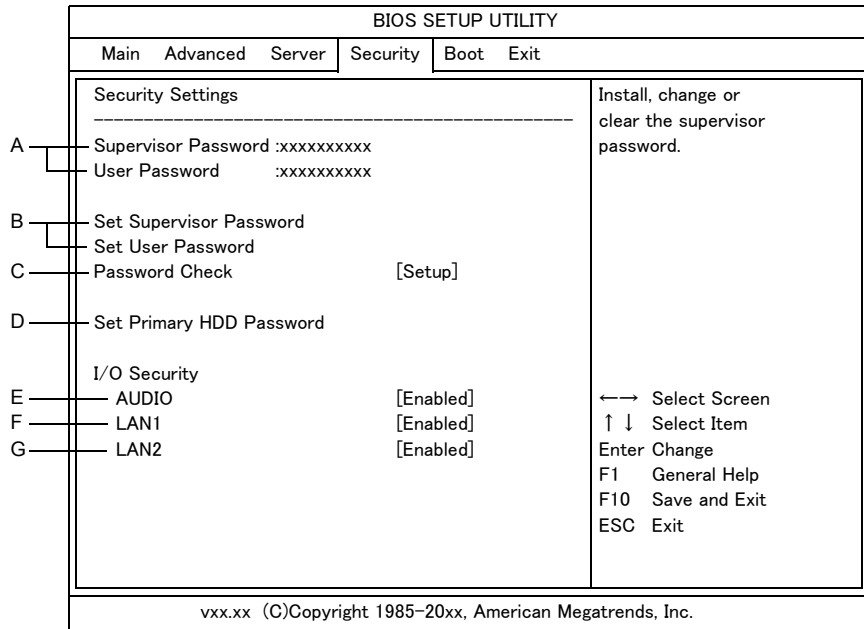 BIOS SETUP UTILITY
Main Advanced Server Security Boot Exit
Security Settings
------------------------------------------------
A Supervisor Password :xxxxxxxxxx
User Password :xxxxxxxxxx
B Set Supervisor Password
Set User Password
C Password Check [Setup]
D Set Primary HDD Password
I/O Security
E AUDIO [Enabled]
F LAN1 [Enabled]
G LAN2 [Enabled]
Install, change or
clear the supervisor
password.
←→ Select Screen
↑↓ Select Item
Enter Change
F1 General Help
F10 Save and Exit
ESC Exit
vxx.xx (C)Copyright 1985-20xx, American Megatrends, Inc.